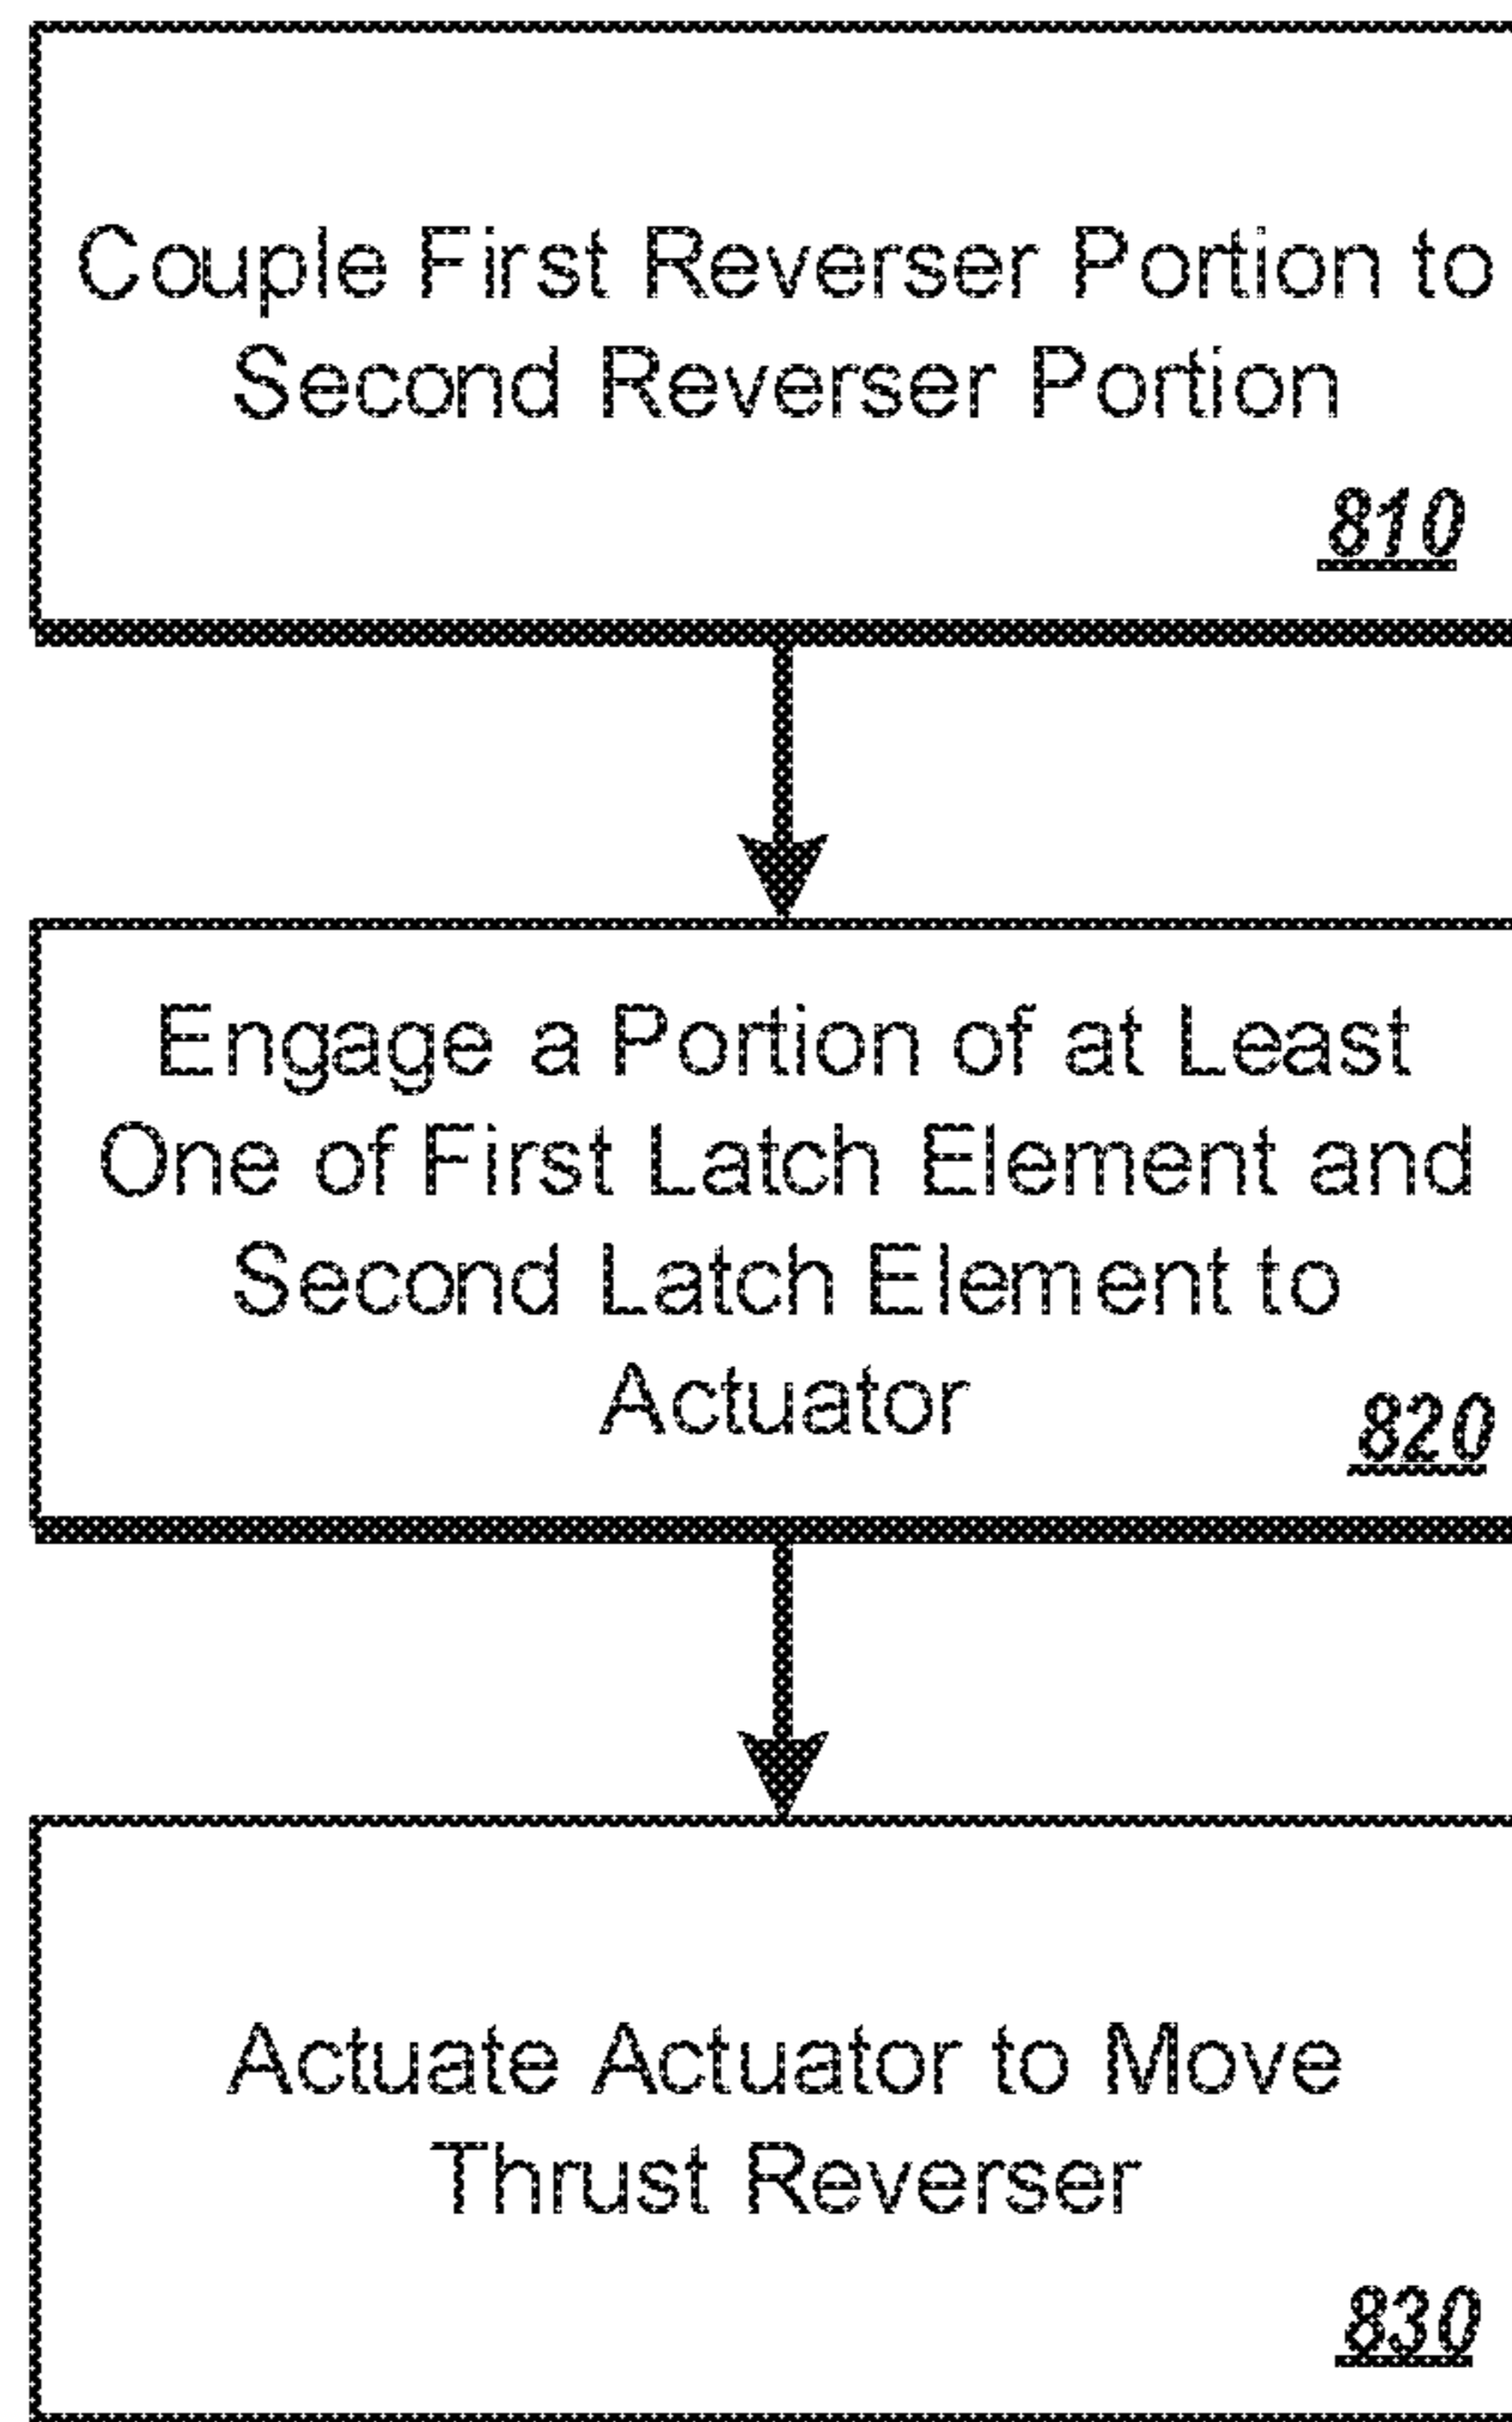 Couple First Reverser Portion to
Second Reverser Portion
810
Engage a Portion of at Least
One of First Latch Element and
Second Latch Element to
Actuator
820
Actuate Actuator to Move
Thrust Reverser
830